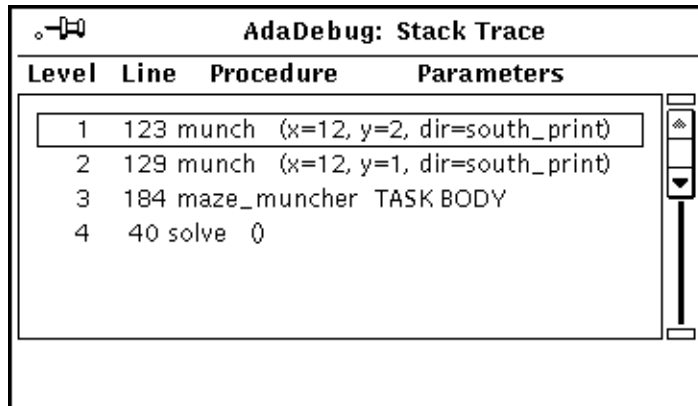 AdaDebug: Stack Trace
Level Line Procedure Parameters
1 123 munch (x=12, y=2, dir=south_print)
2 129 munch (x=12, y=1, dir=south_print)
3 184 maze_muncher TASK BODY
4 40 solve ()